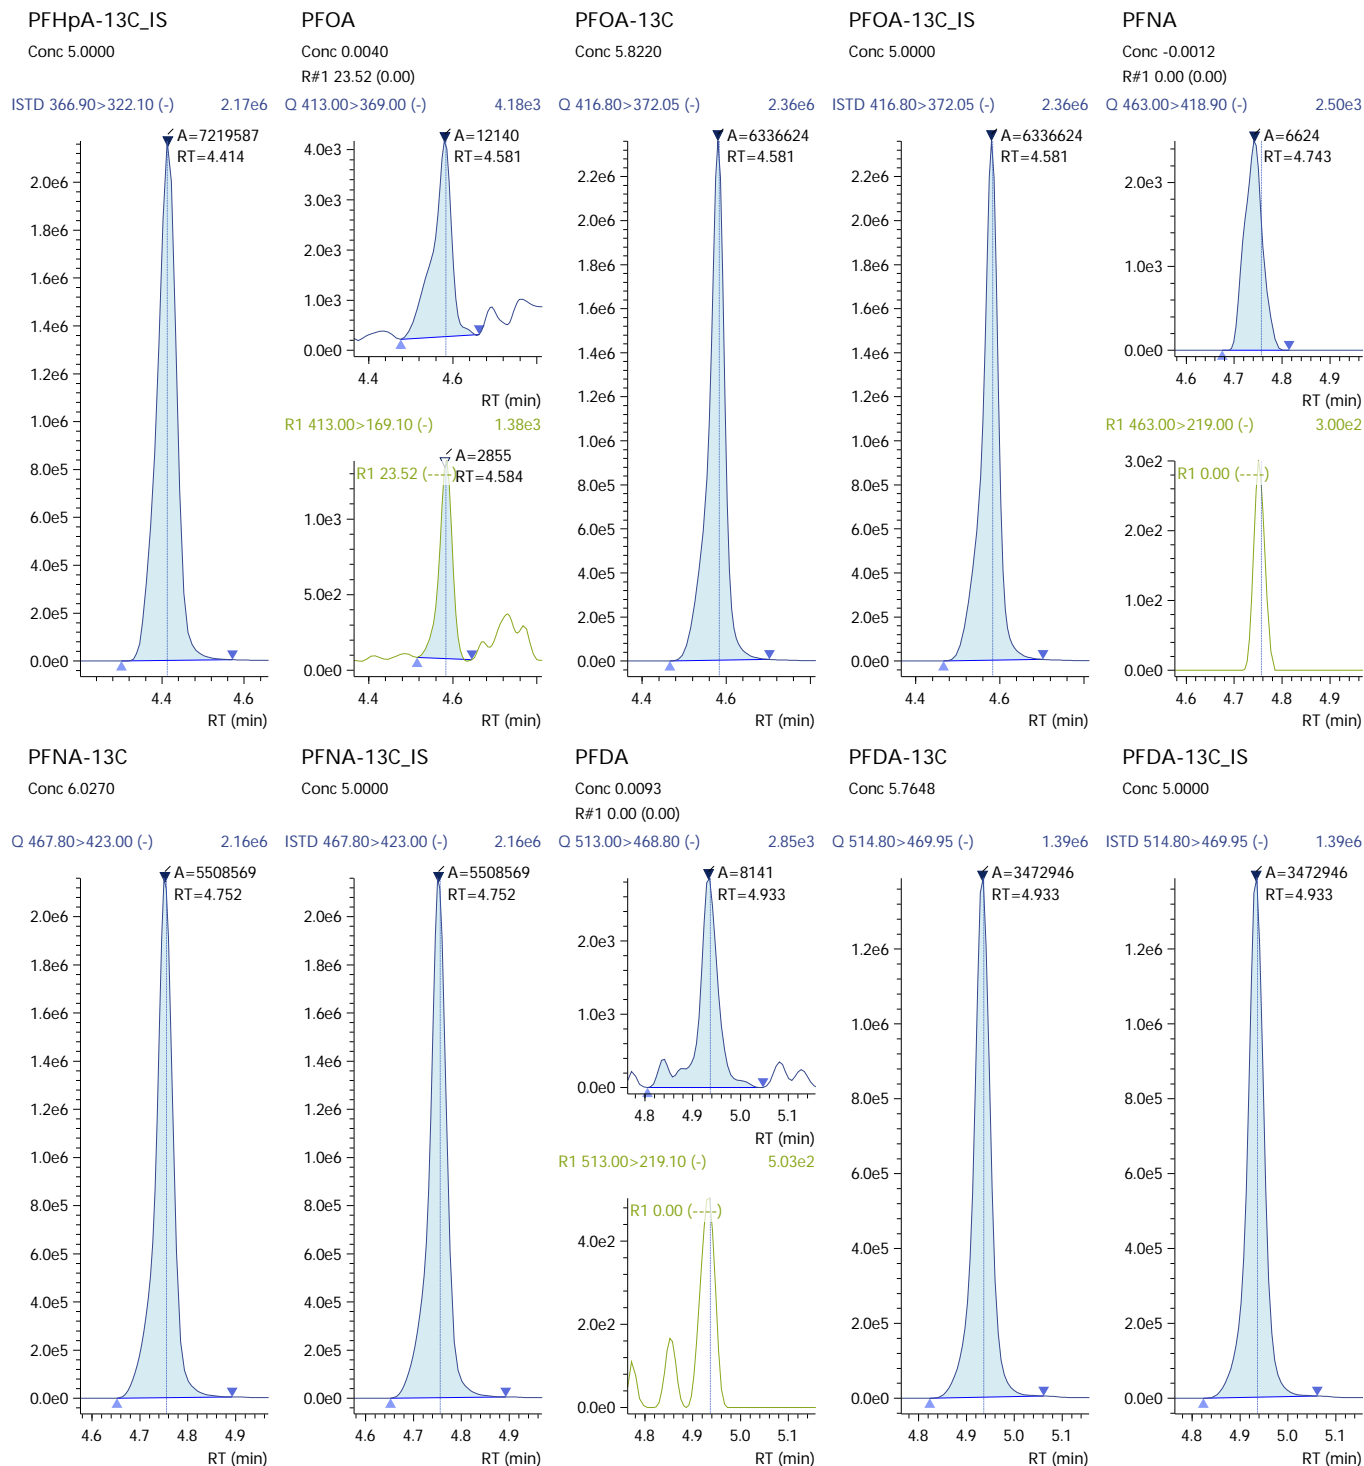 PFHpA-13C_IS
Conc 5.0000
ISTD 366.90>322.10 (-) 2.17e6
A=7219587
RT=4.414
2.0e6
1.8e6
1.6e6
1.4e6
1.2e6
1.0e6
8.0e5
6.0e5
4.0e5
2.0e5
0.0e0
4.4 4.6
RT (min)
PFOA
Conc 0.0040
R#1 23.52 (0.00)
Q 413.00>369.00 (-) 4.18e3
A=12140
RT=4.581
4.0e3
3.0e3
2.0e3
1.0e3
0.0e0
4.4 4.6
RT (min)
R1 413.00>169.10 (-) 1.38e3
A=2855
R1 23.52 (----)
RT=4.584
1.0e3
5.0e2
0.0e0
4.4 4.6
RT (min)
PFOA-13C
Conc 5.8220
Q 416.80>372.05 (-) 2.36e6
A=6336624
RT=4.581
2.2e6
2.0e6
1.8e6
1.6e6
1.4e6
1.2e6
1.0e6
8.0e5
6.0e5
4.0e5
2.0e5
0.0e0
4.4 4.6
RT (min)
PFOA-13C_IS
Conc 5.0000
ISTD 416.80>372.05 (-) 2.36e6
A=6336624
RT=4.581
2.2e6
2.0e6
1.8e6
1.6e6
1.4e6
1.2e6
1.0e6
8.0e5
6.0e5
4.0e5
2.0e5
0.0e0
4.4 4.6
RT (min)
PFNA
Conc -0.0012
R#1 0.00 (0.00)
Q 463.00>418.90 (-) 2.50e3
A=6624
RT=4.743
2.0e3
1.0e3
0.0e0
4.6 4.7 4.8 4.9
RT (min)
R1 463.00>219.00 (-) 3.00e2
3.0e2
R1 0.00 (----)
2.0e2
1.0e2
0.0e0
4.6 4.7 4.8 4.9
RT (min)
PFNA-13C
Conc 6.0270
Q 467.80>423.00 (-) 2.16e6
A=5508569
RT=4.752
2.0e6
1.8e6
1.6e6
1.4e6
1.2e6
1.0e6
8.0e5
6.0e5
4.0e5
2.0e5
0.0e0
4.6 4.7 4.8 4.9
RT (min)
PFNA-13C_IS
Conc 5.0000
ISTD 467.80>423.00 (-) 2.16e6
A=5508569
RT=4.752
2.0e6
1.8e6
1.6e6
1.4e6
1.2e6
1.0e6
8.0e5
6.0e5
4.0e5
2.0e5
0.0e0
4.6 4.7 4.8 4.9
RT (min)
PFDA
Conc 0.0093
R#1 0.00 (0.00)
Q 513.00>468.80 (-) 2.85e3
A=8141
RT=4.933
2.0e3
1.0e3
0.0e0
4.8 4.9 5.0 5.1
RT (min)
R1 513.00>219.10 (-) 5.03e2
R1 0.00 (----)
4.0e2
2.0e2
0.0e0
4.8 4.9 5.0 5.1
RT (min)
PFDA-13C
Conc 5.7648
Q 514.80>469.95 (-) 1.39e6
A=3472946
RT=4.933
1.2e6
1.0e6
8.0e5
6.0e5
4.0e5
2.0e5
0.0e0
4.8 4.9 5.0 5.1
RT (min)
PFDA-13C_IS
Conc 5.0000
ISTD 514.80>469.95 (-) 1.39e6
A=3472946
RT=4.933
1.2e6
1.0e6
8.0e5
6.0e5
4.0e5
2.0e5
0.0e0
4.8 4.9 5.0 5.1
RT (min)